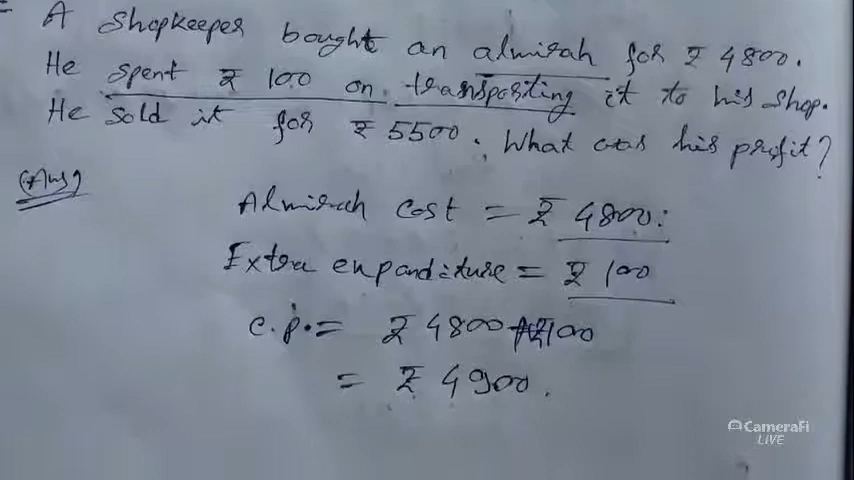 A Shopkeeper bought an almirah for ₹ 4800.
He spent ₹ 100 on transporting it to his shop.
He sold it for ₹ 5500. What was his profit?
(Ans)
Almirah cost = ₹ 4800:
Extra expanditure = ₹ 100
C.P. = ₹ 4800 + ₹ 100
= ₹ 4900.
CameraFi
LIVE